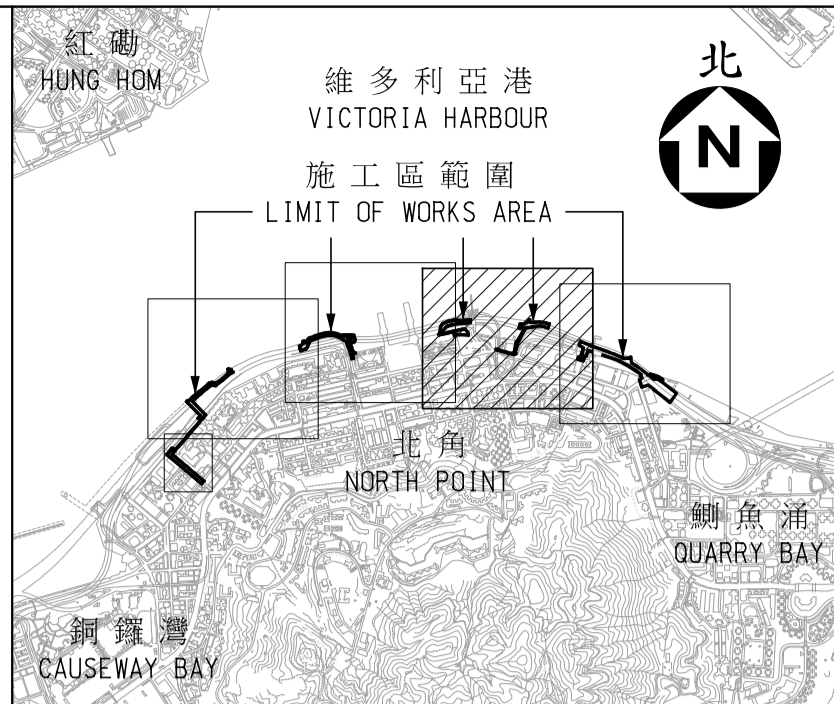 紅磡
HUNG HOM
維多利亞港
VICTORIA HARBOUR
北
N
施工區範圍
LIMIT OF WORKS AREA
北角
NORTH POINT
鰂魚涌
QUARRY BAY
銅鑼灣
CAUSEWAY BAY